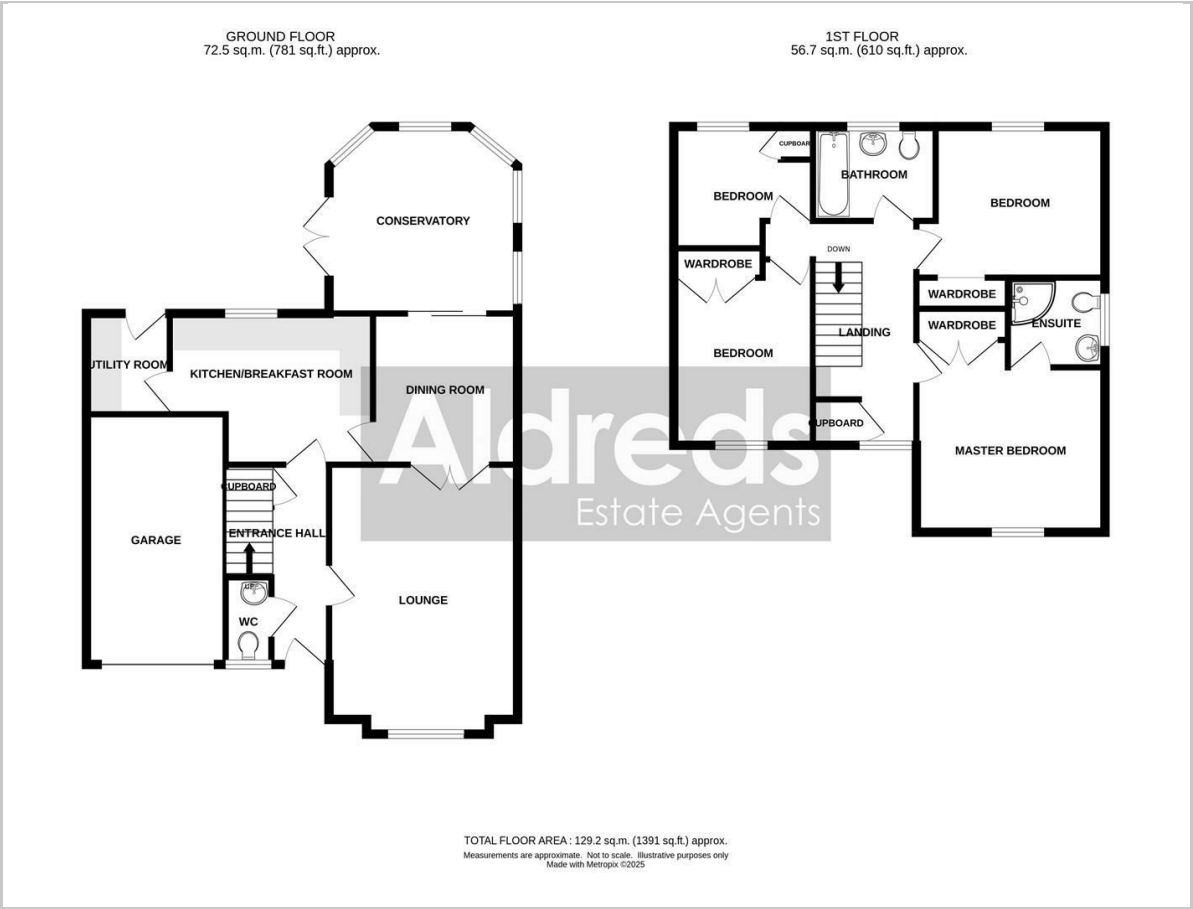 GROUND FLOOR
72.5 sq.m. (781 sq.ft.) approx.
1ST FLOOR
56.7 sq.m. (610 sq.ft.) approx.
CONSERVATORY
UTILITY ROOM
KITCHEN/BREAKFAST ROOM
DINING ROOM
CUPBOARD
ENTRANCE HALL
GARAGE
LOUNGE
WC
CUPBOARD
BATHROOM
BEDROOM
BEDROOM
DOWN
WARDROBE
WARDROBE
WARDROBE
ENSUITE
LANDING
BEDROOM
CUPBOARD
MASTER BEDROOM
Aldreds
Estate Agents
TOTAL FLOOR AREA : 129.2 sq.m. (1391 sq.ft.) approx.
Measurements are approximate. Not to scale. Illustrative purposes only
Made with Metropix ©2025